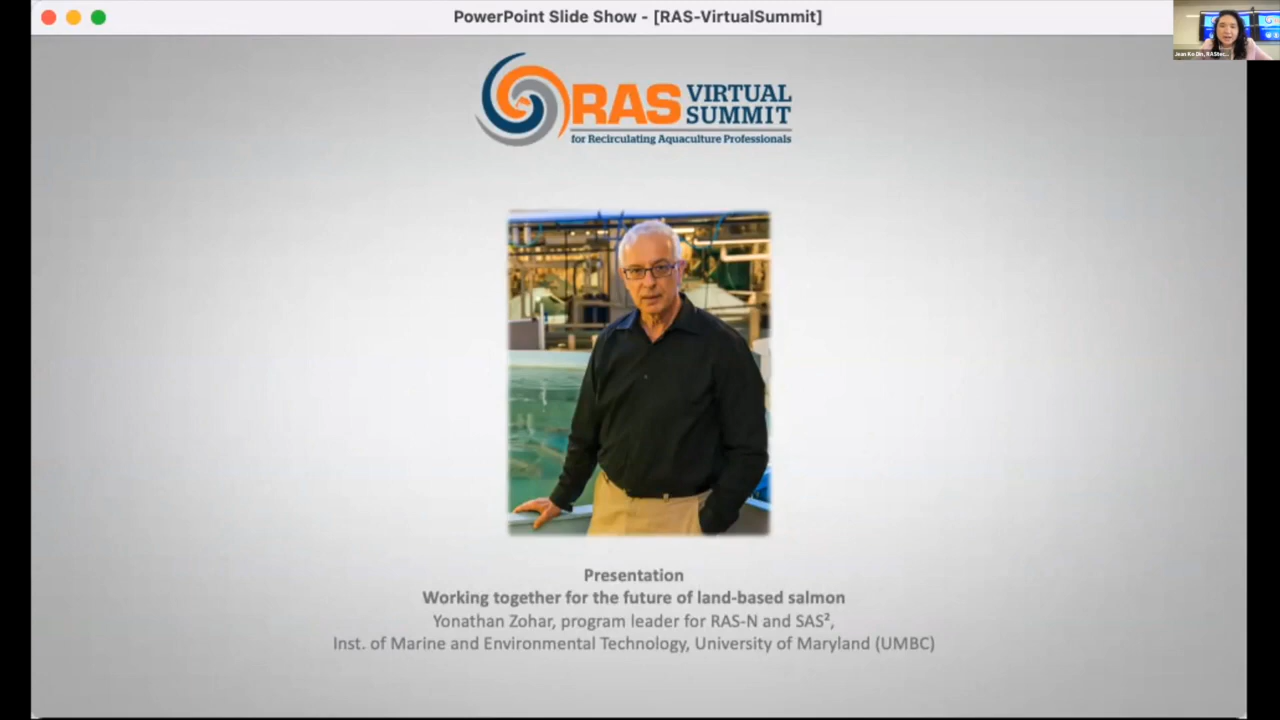 PowerPoint Slide Show - [RAS-VirtualSummit]
RAS VIRTUAL SUMMIT
for Recirculating Aquaculture Professionals
Presentation
Working together for the future of land-based salmon
Yonathan Zohar, program leader for RAS-N and SAS²,
Inst. of Marine and Environmental Technology, University of Maryland (UMBC)